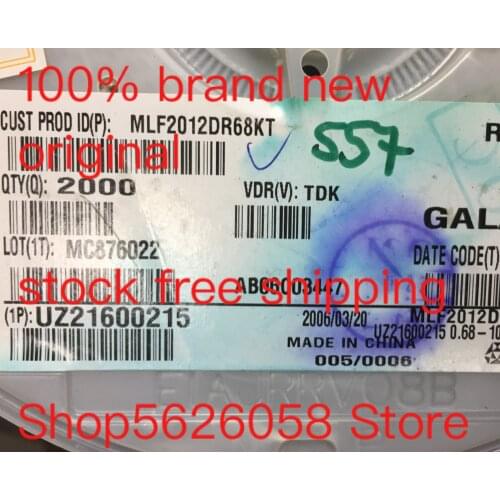 100% brand new
CUST PROD ID(P): MLF2012DR68KT
557
R
original
QTY(Q): 2000
VDR(V): TDK
GAL
LOT(1T): MC876022
DATE CODE(T)
stock free shipping
AB06003447
(1P): UZ21600215
2006/03/20
MLF2012D
UZ21600215 0.68-10
MADE IN CHINA
005/0006
Shop5626058 Store